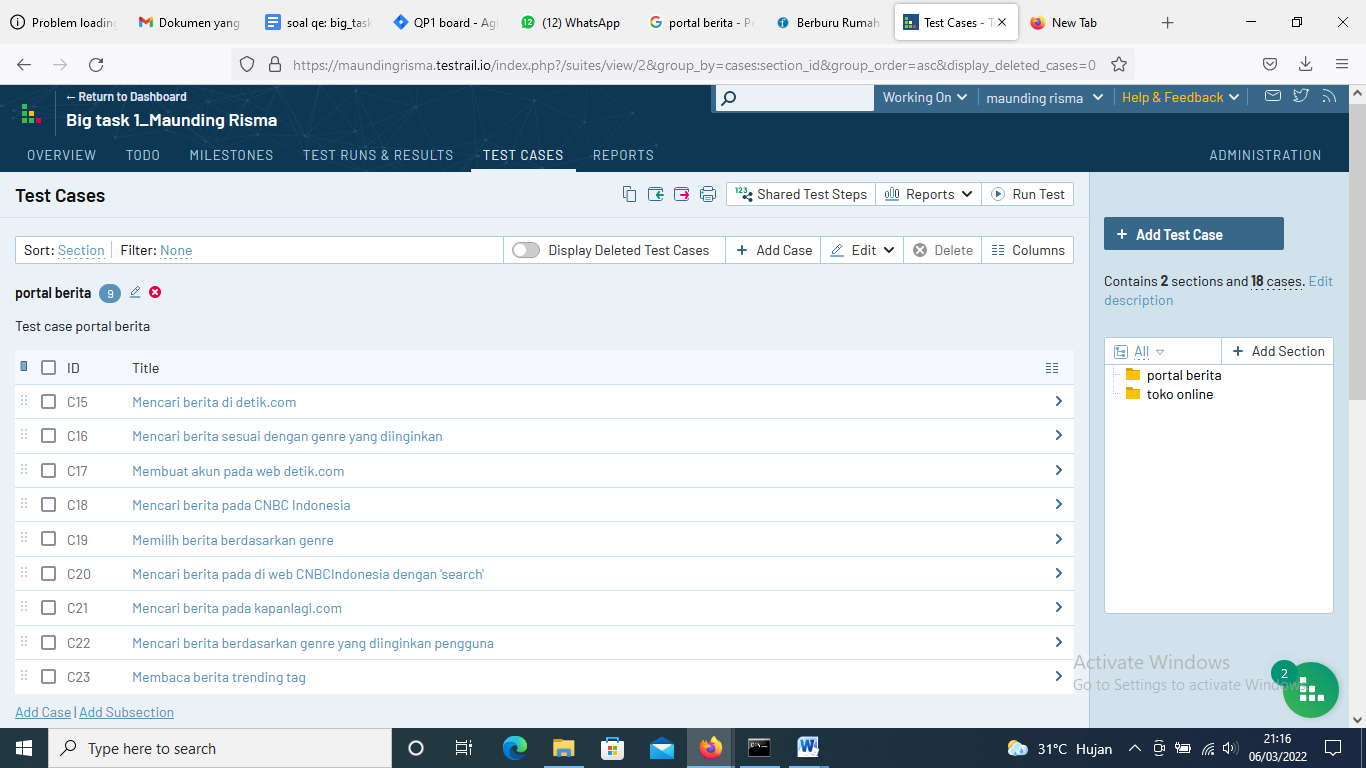 Problem loading
Dokumen yang
soal qe: big_task
QP1 board - Agi
(12) WhatsApp
portal berita - P
Berburu Rumah
Test Cases - T
New Tab
https://maundingrisma.testrail.io/index.php?/suites/view/2&group_by=cases:section_id&group_order=asc&display_deleted_cases=0
← Return to Dashboard
Big task 1_Maunding Risma
Working On
maunding risma
Help & Feedback
OVERVIEW
TODO
MILESTONES
TEST RUNS & RESULTS
TEST CASES
REPORTS
ADMINISTRATION
Test Cases
Shared Test Steps
Reports
Run Test
Sort: Section
Filter: None
Display Deleted Test Cases
+ Add Case
Edit
Delete
Columns
portal berita 9
Test case portal berita
ID Title
C15 Mencari berita di detik.com
C16 Mencari berita sesuai dengan genre yang diinginkan
C17 Membuat akun pada web detik.com
C18 Mencari berita pada CNBC Indonesia
C19 Memilih berita berdasarkan genre
C20 Mencari berita pada di web CNBCIndonesia dengan 'search'
C21 Mencari berita pada kapanlagi.com
C22 Mencari berita berdasarkan genre yang diinginkan pengguna
C23 Membaca berita trending tag
Add Case | Add Subsection
+ Add Test Case
Contains 2 sections and 18 cases. Edit
description
All
+ Add Section
portal berita
toko online
Activate Windows
Go to Settings to activate Windows.
2
Type here to search
31°C Hujan
21:16
06/03/2022